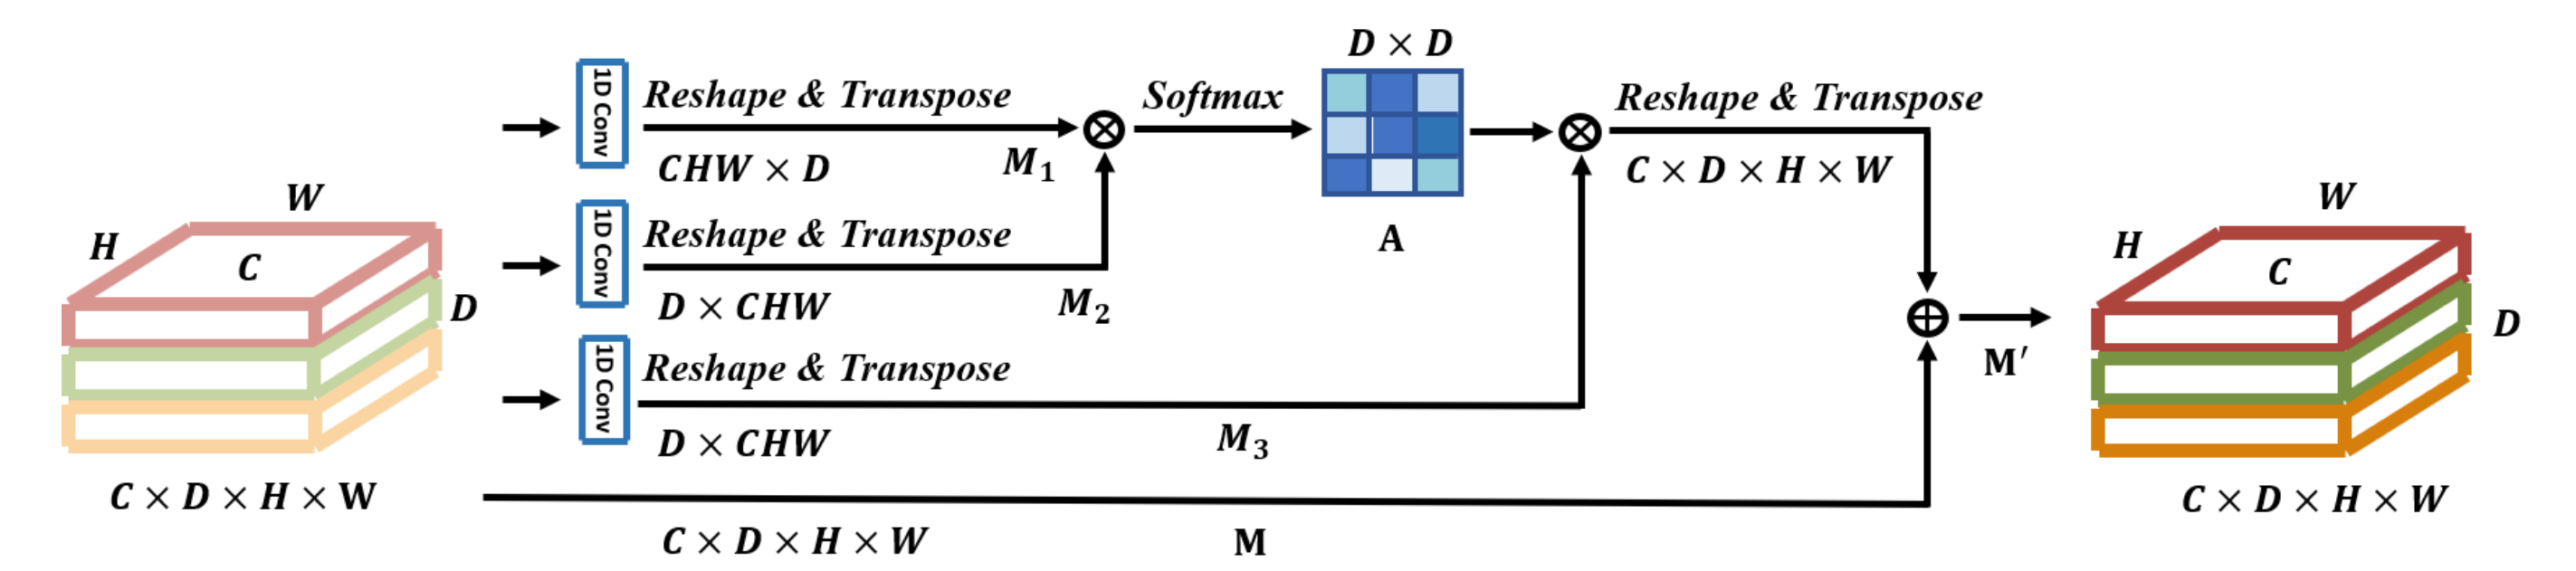 W
H
C
D
C × D × H × W
1D Conv
Reshape & Transpose
CHW × D
M₁
1D Conv
Reshape & Transpose
D × CHW
M₂
1D Conv
Reshape & Transpose
D × CHW
M₃
C × D × H × W
M
Softmax
D × D
A
Reshape & Transpose
C × D × H × W
M′
W
H
C
D
C × D × H × W